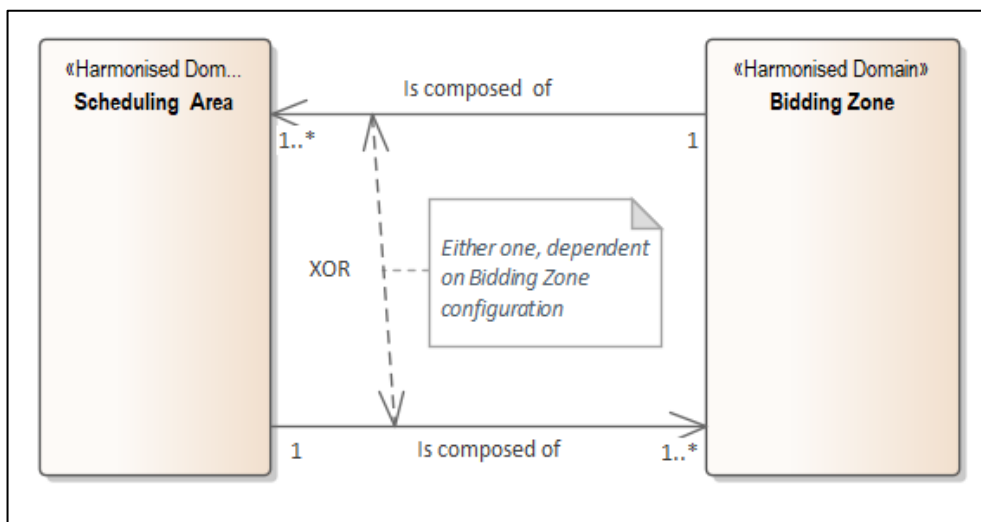 «Harmonised Dom...
Scheduling Area
«Harmonised Domain»
Bidding Zone
Is composed of
1..*
1
XOR
Either one, dependent
on Bidding Zone
configuration
1
Is composed of
1..*